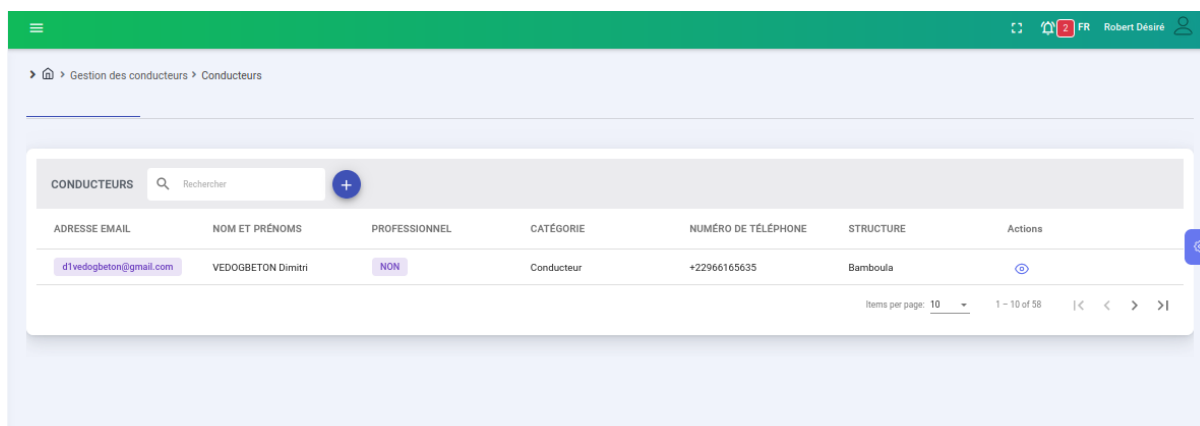 2 FR Robert Désiré
Gestion des conducteurs > Conducteurs
CONDUCTEURS Rechercher
ADRESSE EMAIL NOM ET PRÉNOMS PROFESSIONNEL CATÉGORIE NUMÉRO DE TÉLÉPHONE STRUCTURE Actions
d1vedogbeton@gmail.com VEDOGBETON Dimitri NON Conducteur +22966165635 Bamboula
Items per page: 10 1 – 10 of 58